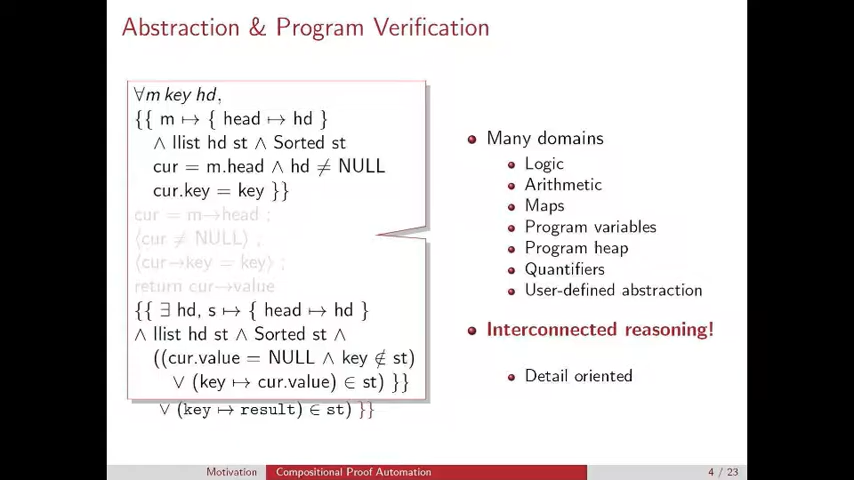 Abstraction & Program Verification
∀m key hd,
{{ m ↦ { head ↦ hd }
∧ llist hd st ∧ Sorted st
cur = m.head ∧ hd ≠ NULL
cur.key = key }}
cur = m→head ;
⟨cur ≠ NULL⟩ ;
⟨cur→key = key⟩ ;
return cur→value
{{ ∃ hd, s ↦ { head ↦ hd }
∧ llist hd st ∧ Sorted st ∧
((cur.value = NULL ∧ key ∉ st)
∨ (key ↦ cur.value) ∈ st) }}
∨ (key ↦ result) ∈ st) }}
Many domains
Logic
Arithmetic
Maps
Program variables
Program heap
Quantifiers
User-defined abstraction
Interconnected reasoning!
Detail oriented
Motivation Compositional Proof Automation 4 / 23